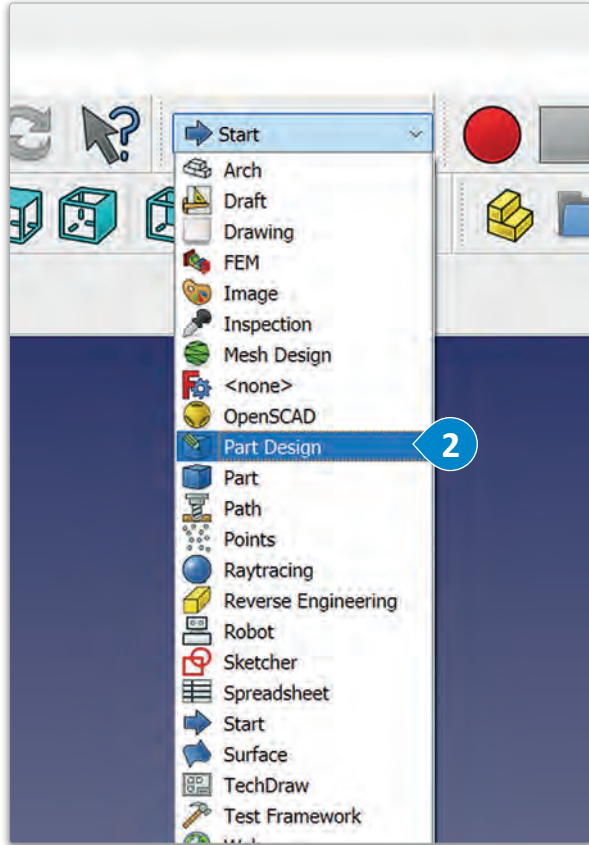 Start
Arch
Draft
Drawing
FEM
Image
Inspection
Mesh Design
<none>
OpenSCAD
Part Design
2
Part
Path
Points
Raytracing
Reverse Engineering
Robot
Sketcher
Spreadsheet
Start
Surface
TechDraw
Test Framework